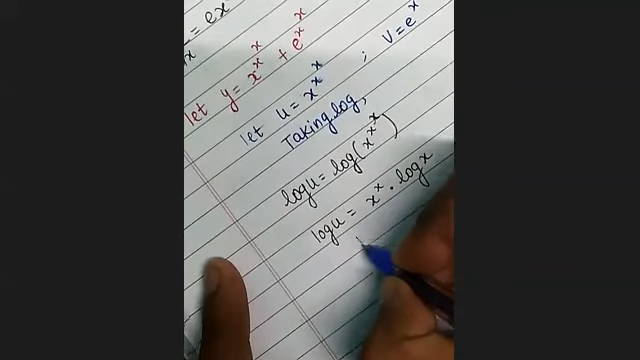 = ex
let y = x^x^x + e^x^x
let u = x^x^x ; v = e^x
Taking log,
log u = log(x^x^x)
log u = x^x . log x